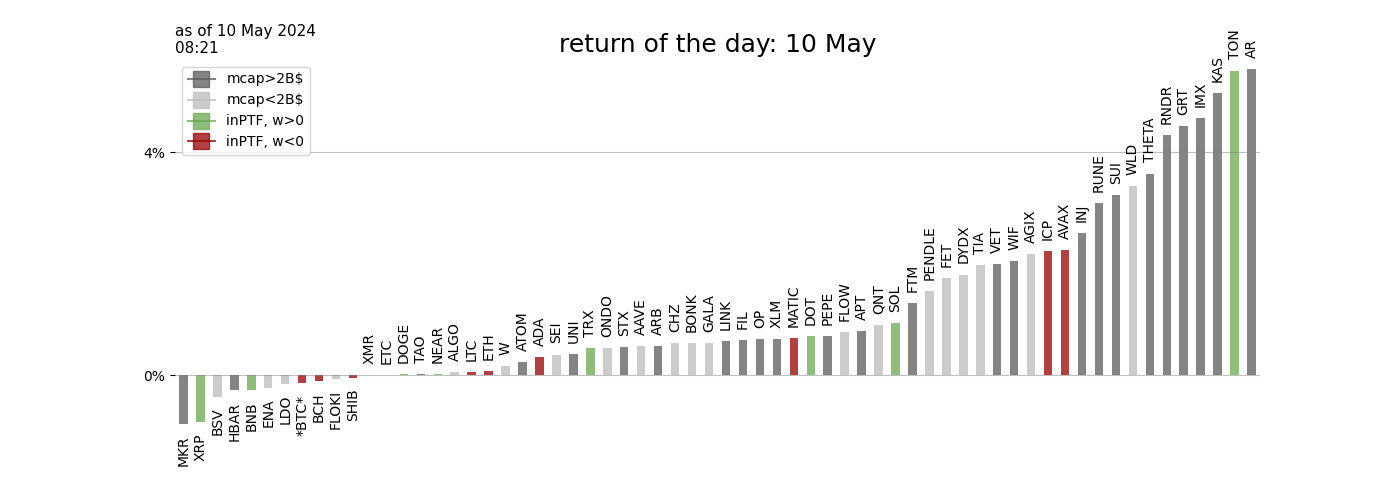 as of 10 May 2024
08:21
return of the day: 10 May
mcap>2B$
mcap<2B$
inPTF, w>0
inPTF, w<0
4%
0%
MKR
XRP
BSV
HBAR
BNB
ENA
LDO
*BTC*
BCH
FLOKI
SHIB
XMR
ETC
DOGE
TAO
NEAR
ALGO
LTC
ETH
W
ATOM
ADA
SEI
UNI
TRX
ONDO
STX
AAVE
ARB
CHZ
BONK
GALA
LINK
FIL
OP
XLM
MATIC
DOT
PEPE
FLOW
APT
QNT
SOL
FTM
PENDLE
FET
DYDX
TIA
VET
WIF
AGIX
ICP
AVAX
INJ
RUNE
SUI
WLD
THETA
RNDR
GRT
IMX
KAS
TON
AR